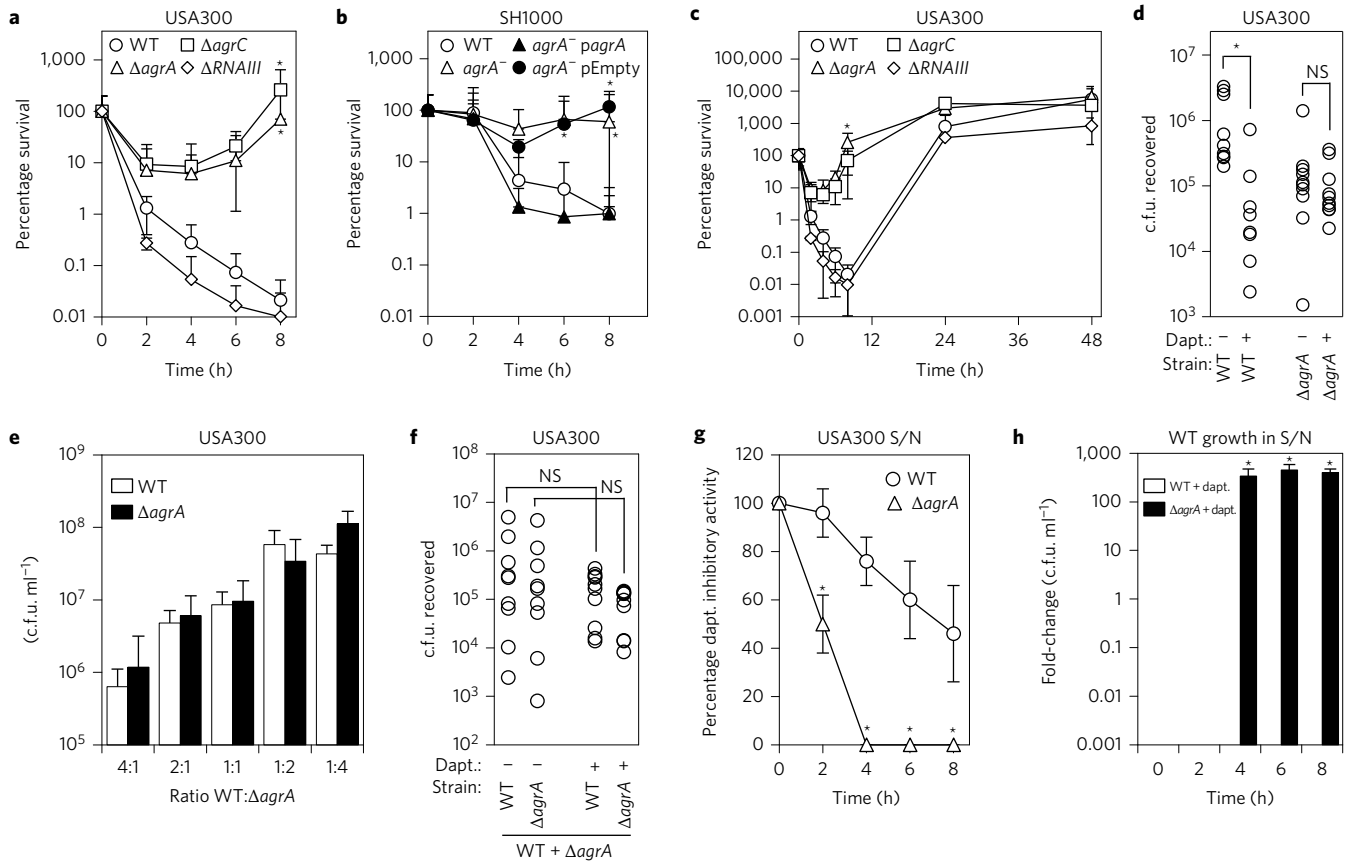 a
USA300
WT
ΔagrC
ΔagrA
ΔRNAIII
Percentage survival
1,000
100
10
1
0.1
0.01
*
*
0 2 4 6 8
Time (h)
b
SH1000
WT
agrA⁻ pagrA
agrA⁻
agrA⁻ pEmpty
Percentage survival
1,000
100
10
1
0.1
0.01
*
*
*
0 2 4 6 8
Time (h)
c
USA300
WT
ΔagrC
ΔagrA
ΔRNAIII
Percentage survival
100,000
10,000
1,000
100
10
1
0.1
0.01
0.001
*
0 12 24 36 48
Time (h)
d
USA300
c.f.u. recovered
10⁷
10⁶
10⁵
10⁴
10³
*
NS
Dapt.: − + − +
Strain: WT WT ΔagrA ΔagrA
e
USA300
WT
ΔagrA
(c.f.u. ml⁻¹)
10⁹
10⁸
10⁷
10⁶
10⁵
4:1 2:1 1:1 1:2 1:4
Ratio WT:ΔagrA
f
USA300
c.f.u. recovered
10⁸
10⁷
10⁶
10⁵
10⁴
10³
10²
NS
NS
Dapt.: − − + +
Strain: WT ΔagrA WT ΔagrA
WT + ΔagrA
g
USA300 S/N
WT
ΔagrA
Percentage dapt. inhibitory activity
120
100
80
60
40
20
0
*
* * *
0 2 4 6 8
Time (h)
h
WT growth in S/N
WT + dapt.
ΔagrA + dapt.
Fold-change (c.f.u. ml⁻¹)
1,000
100
10
1
0.1
0.01
0.001
* * *
0 2 4 6 8
Time (h)